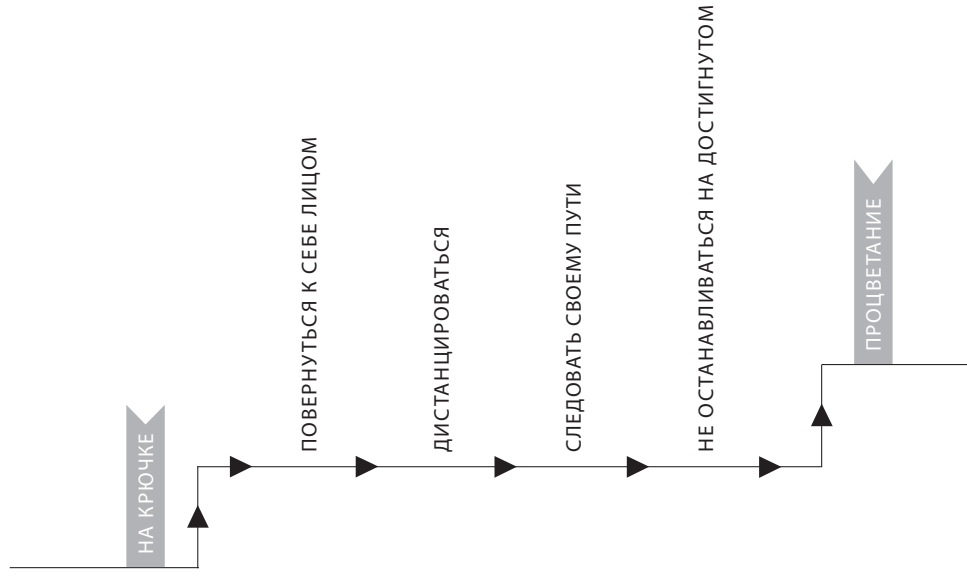 НА КРЮЧКЕ
ПОВЕРНУТЬСЯ К СЕБЕ ЛИЦОМ
ДИСТАНЦИРОВАТЬСЯ
СЛЕДОВАТЬ СВОЕМУ ПУТИ
НЕ ОСТАНАВЛИВАТЬСЯ НА ДОСТИГНУТОМ
ПРОЦВЕТАНИЕ